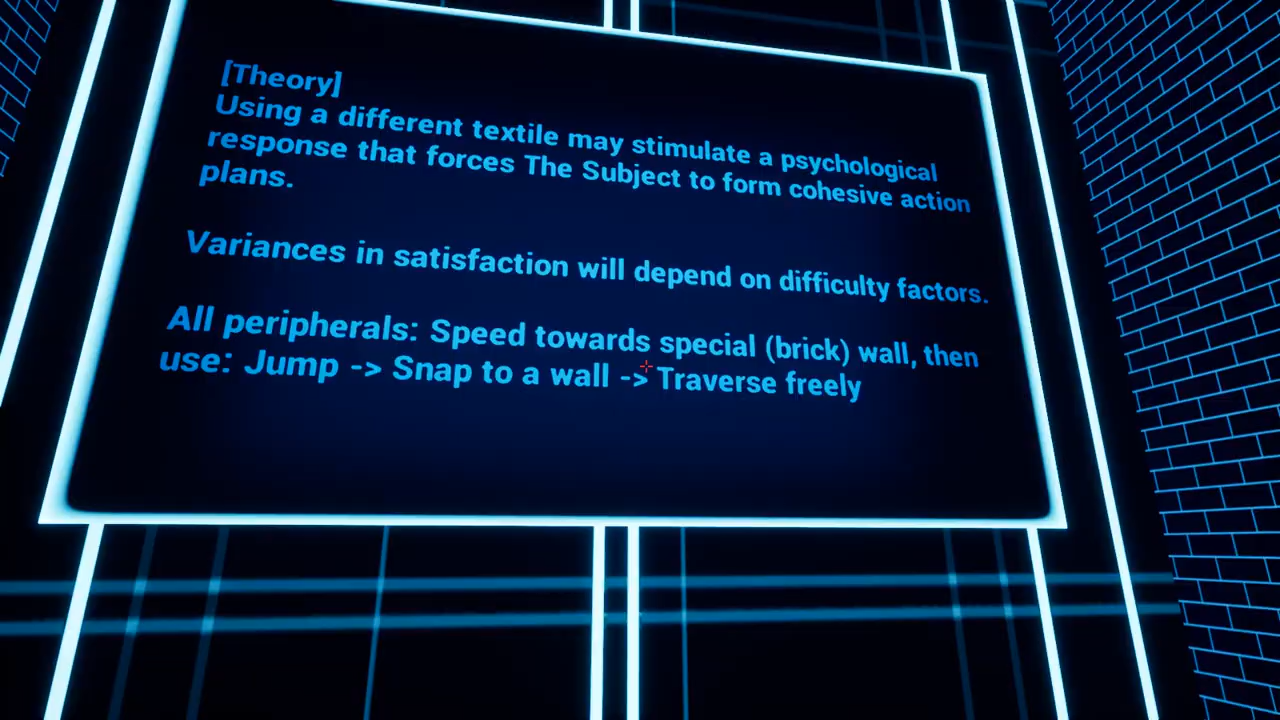 [Theory]
Using a different textile may stimulate a psychological
response that forces The Subject to form cohesive action
plans.
Variances in satisfaction will depend on difficulty factors.
All peripherals: Speed towards special (brick) wall, then
use: Jump -> Snap to a wall -> Traverse freely